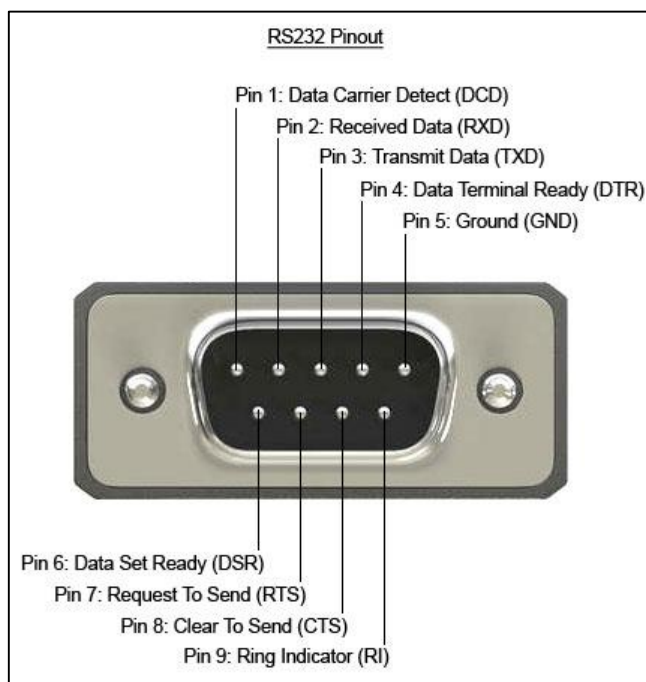 RS232 Pinout
Pin 1: Data Carrier Detect (DCD)
Pin 2: Received Data (RXD)
Pin 3: Transmit Data (TXD)
Pin 4: Data Terminal Ready (DTR)
Pin 5: Ground (GND)
Pin 6: Data Set Ready (DSR)
Pin 7: Request To Send (RTS)
Pin 8: Clear To Send (CTS)
Pin 9: Ring Indicator (RI)